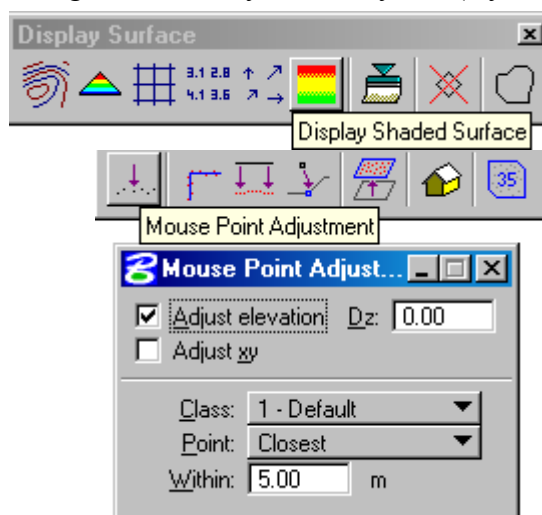 Display Surface
3.1 2.8
4.1 3.6
Display Shaded Surface
35
Mouse Point Adjustment
Mouse Point Adjust...
Adjust elevation Dz: 0.00
Adjust xy
Class: 1 - Default
Point: Closest
Within: 5.00 m